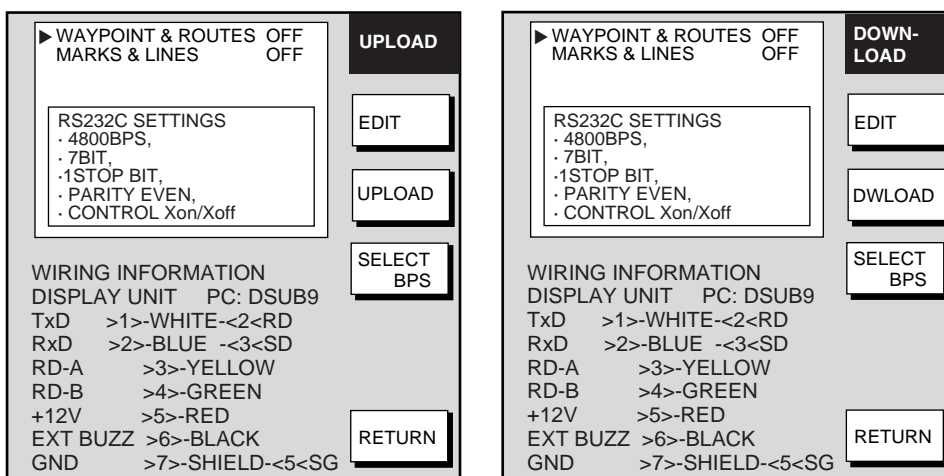 ▶ WAYPOINT & ROUTES OFF
MARKS & LINES OFF
RS232C SETTINGS
· 4800BPS,
· 7BIT,
·1STOP BIT,
· PARITY EVEN,
· CONTROL Xon/Xoff
WIRING INFORMATION
DISPLAY UNIT PC: DSUB9
TxD >1>-WHITE-<2<RD
RxD >2>-BLUE -<3<SD
RD-A >3>-YELLOW
RD-B >4>-GREEN
+12V >5>-RED
EXT BUZZ >6>-BLACK
GND >7>-SHIELD-<5<SG
UPLOAD
EDIT
UPLOAD
SELECT
BPS
RETURN
▶ WAYPOINT & ROUTES OFF
MARKS & LINES OFF
RS232C SETTINGS
· 4800BPS,
· 7BIT,
·1STOP BIT,
· PARITY EVEN,
· CONTROL Xon/Xoff
WIRING INFORMATION
DISPLAY UNIT PC: DSUB9
TxD >1>-WHITE-<2<RD
RxD >2>-BLUE -<3<SD
RD-A >3>-YELLOW
RD-B >4>-GREEN
+12V >5>-RED
EXT BUZZ >6>-BLACK
GND >7>-SHIELD-<5<SG
DOWN-
LOAD
EDIT
DWLOAD
SELECT
BPS
RETURN